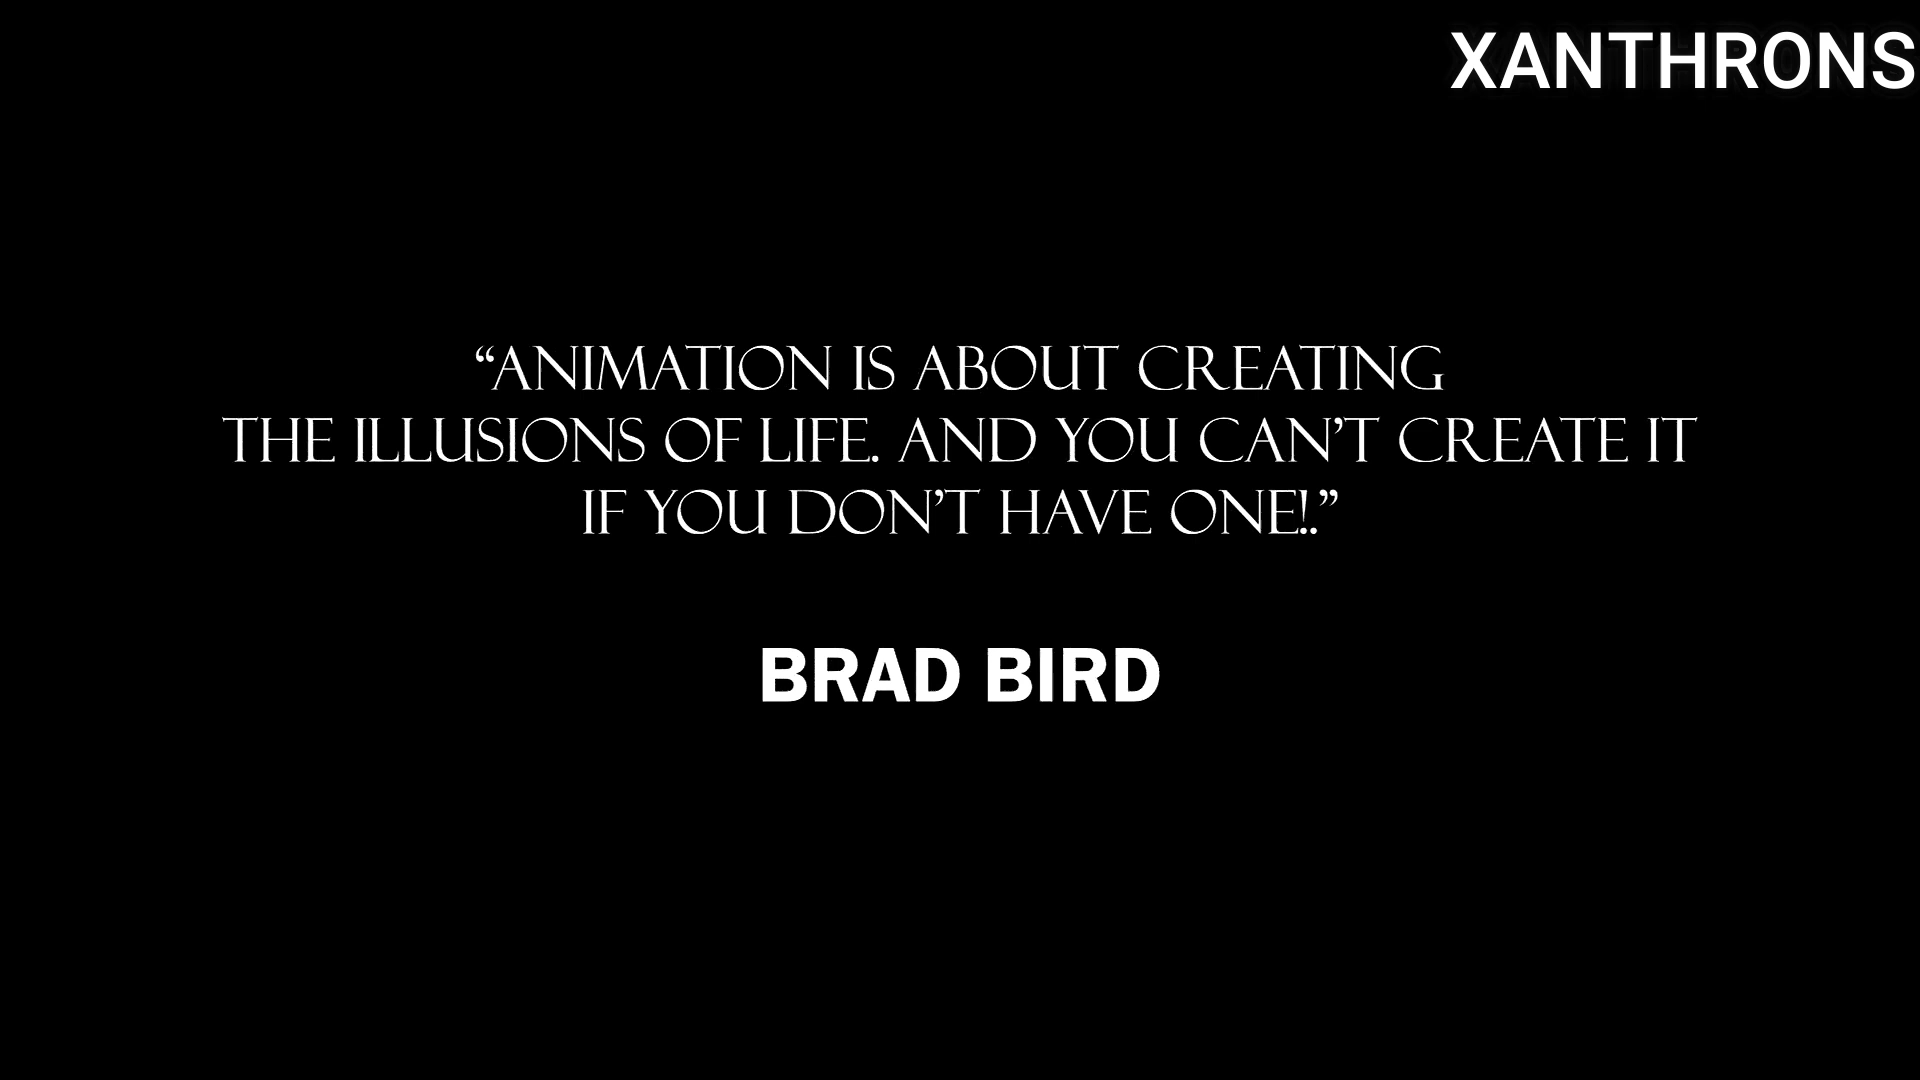 XANTHRONS
“ANIMATION IS ABOUT CREATING
THE ILLUSIONS OF LIFE. AND YOU CAN’T CREATE IT
IF YOU DON’T HAVE ONE!.”
BRAD BIRD